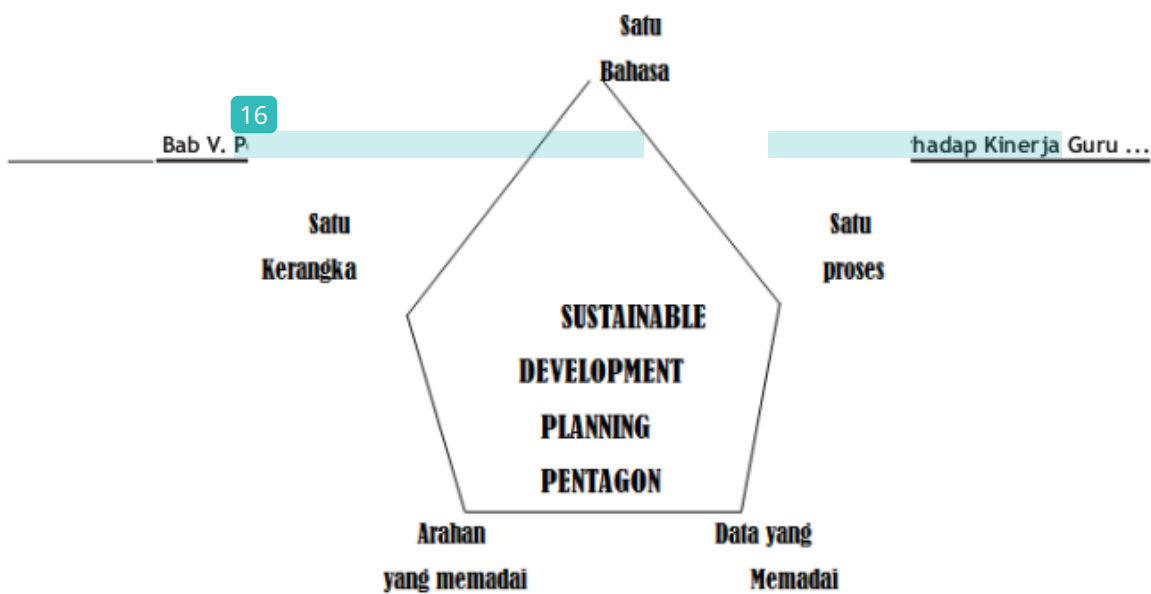 Satu
Bahasa
16
Bab V. P
hadap Kinerja Guru ...
Satu
Kerangka
Satu
proses
SUSTAINABLE
DEVELOPMENT
PLANNING
PENTAGON
Arahan
yang memadai
Data yang
Memadai